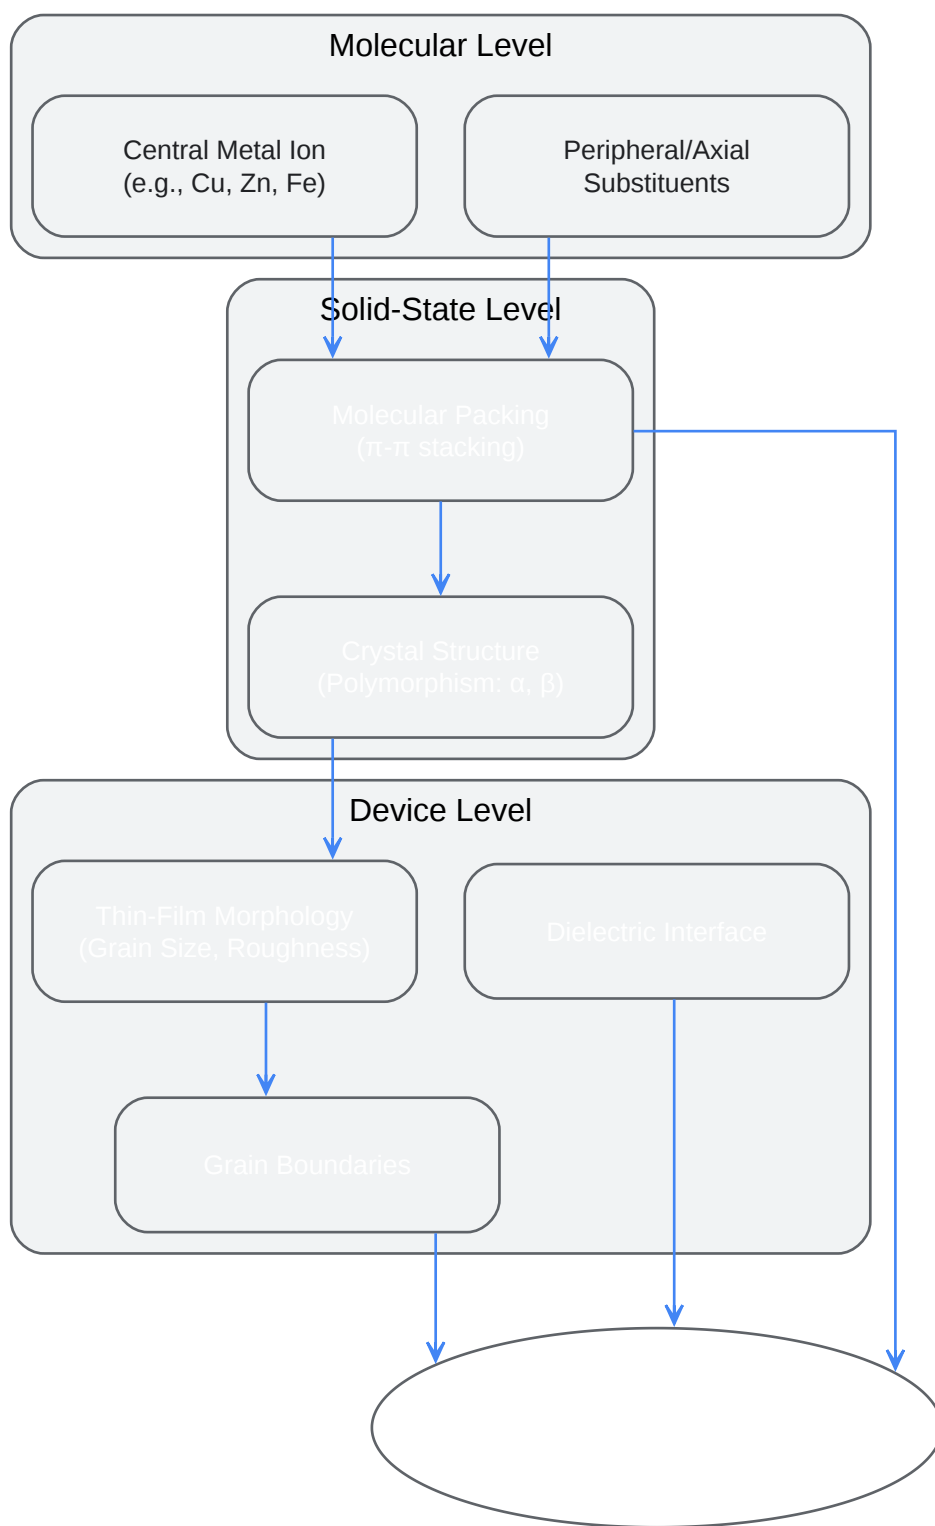 Molecular Level
Central Metal Ion
(e.g., Cu, Zn, Fe)
Peripheral/Axial
Substituents
Solid-State Level
Molecular Packing
(π-π stacking)
Crystal Structure
(Polymorphism: α, β)
Device Level
Thin-Film Morphology
(Grain Size, Roughness)
Dielectric Interface
Grain Boundaries